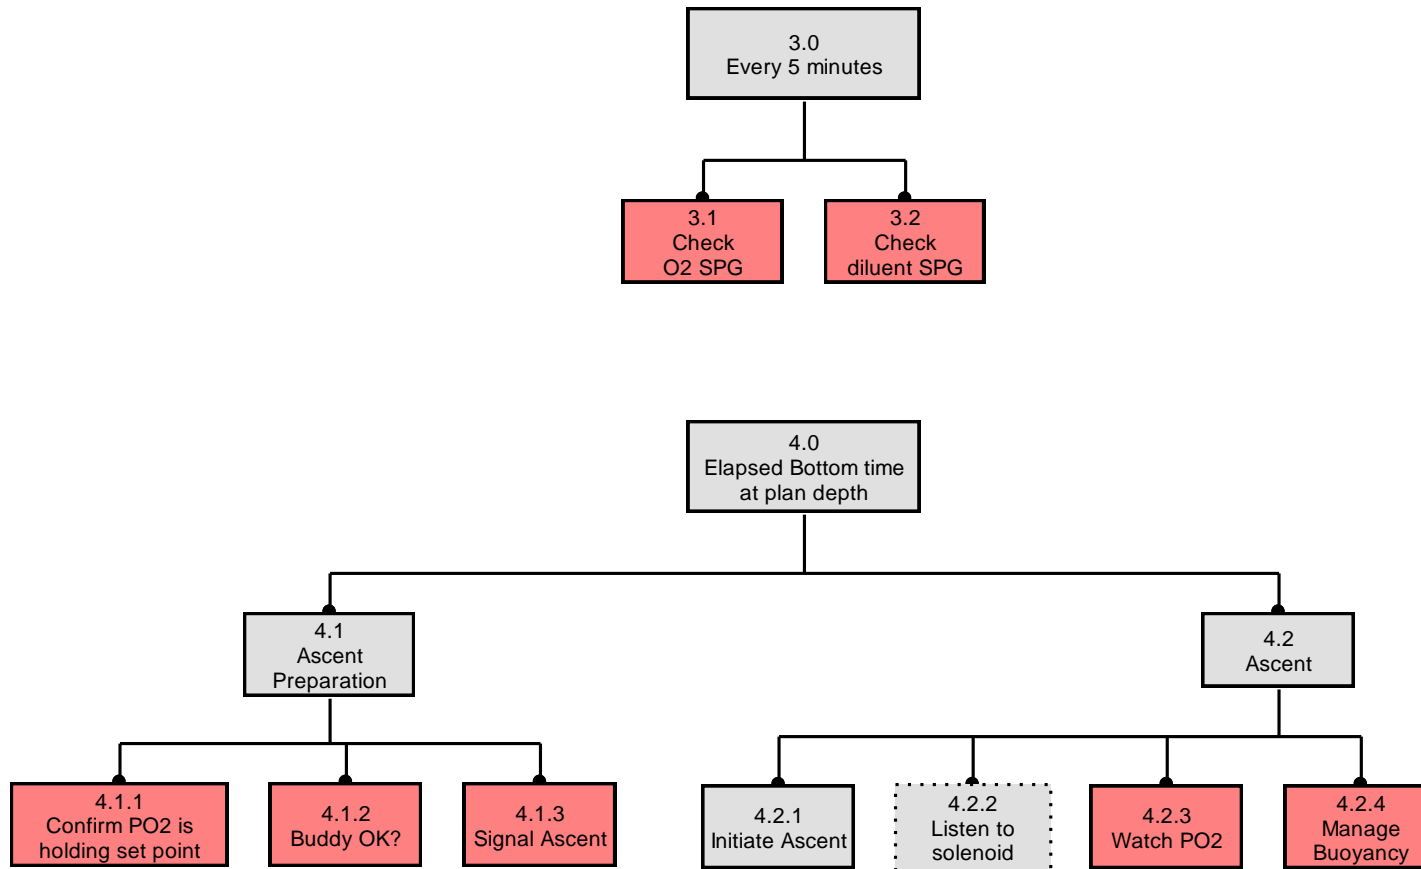 3.0
Every 5 minutes
3.1
Check
O2 SPG
3.2
Check
diluent SPG
4.0
Elapsed Bottom time
at plan depth
4.1
Ascent
Preparation
4.2
Ascent
4.1.1
Confirm PO2 is
holding set point
4.1.2
Buddy OK?
4.1.3
Signal Ascent
4.2.1
Initiate Ascent
4.2.2
Listen to
solenoid
4.2.3
Watch PO2
4.2.4
Manage
Buoyancy